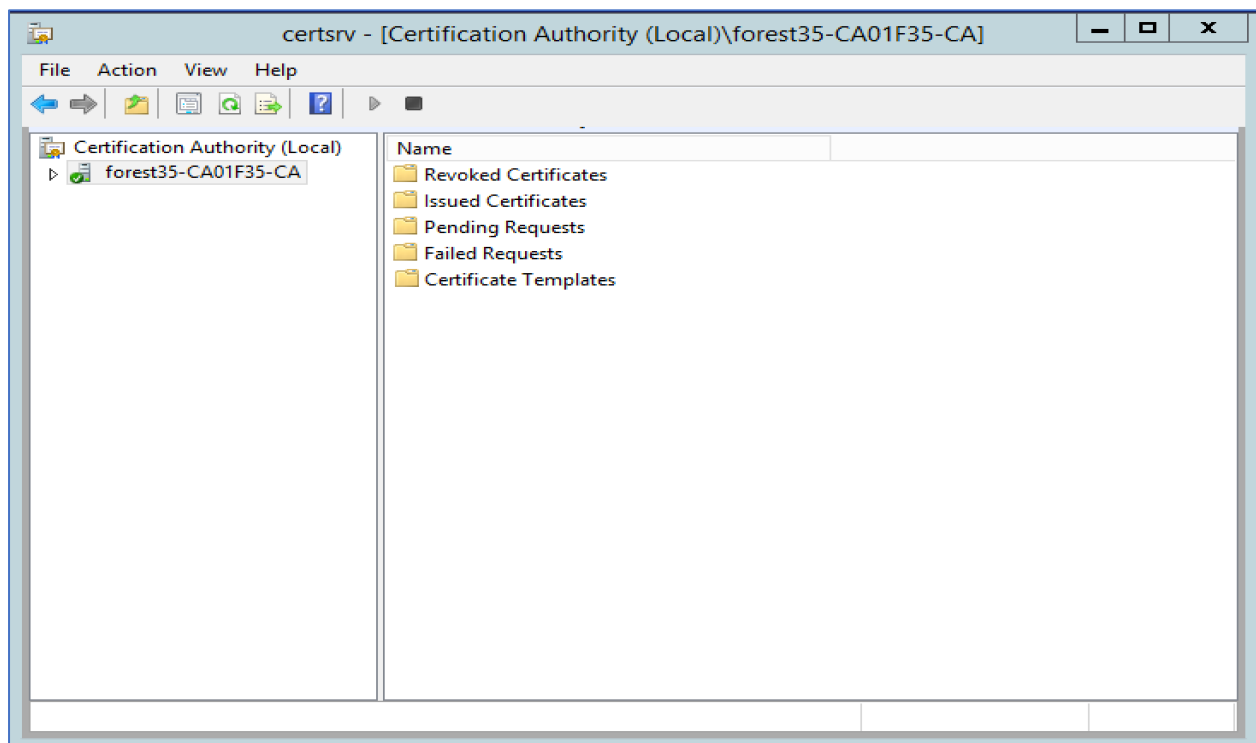 certsrv - [Certification Authority (Local)\forest35-CA01F35-CA]
File Action View Help
Certification Authority (Local)
forest35-CA01F35-CA
Name
Revoked Certificates
Issued Certificates
Pending Requests
Failed Requests
Certificate Templates